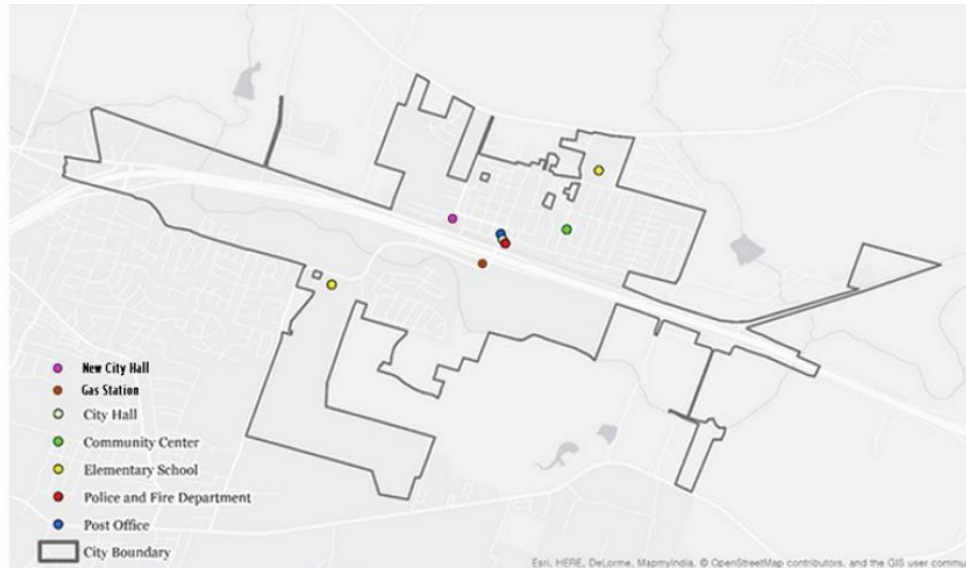 New City Hall
Gas Station
City Hall
Community Center
Elementary School
Police and Fire Department
Post Office
City Boundary
Esri, HERE, DeLorme, MapmyIndia, © OpenStreetMap contributors, and the GIS user commu